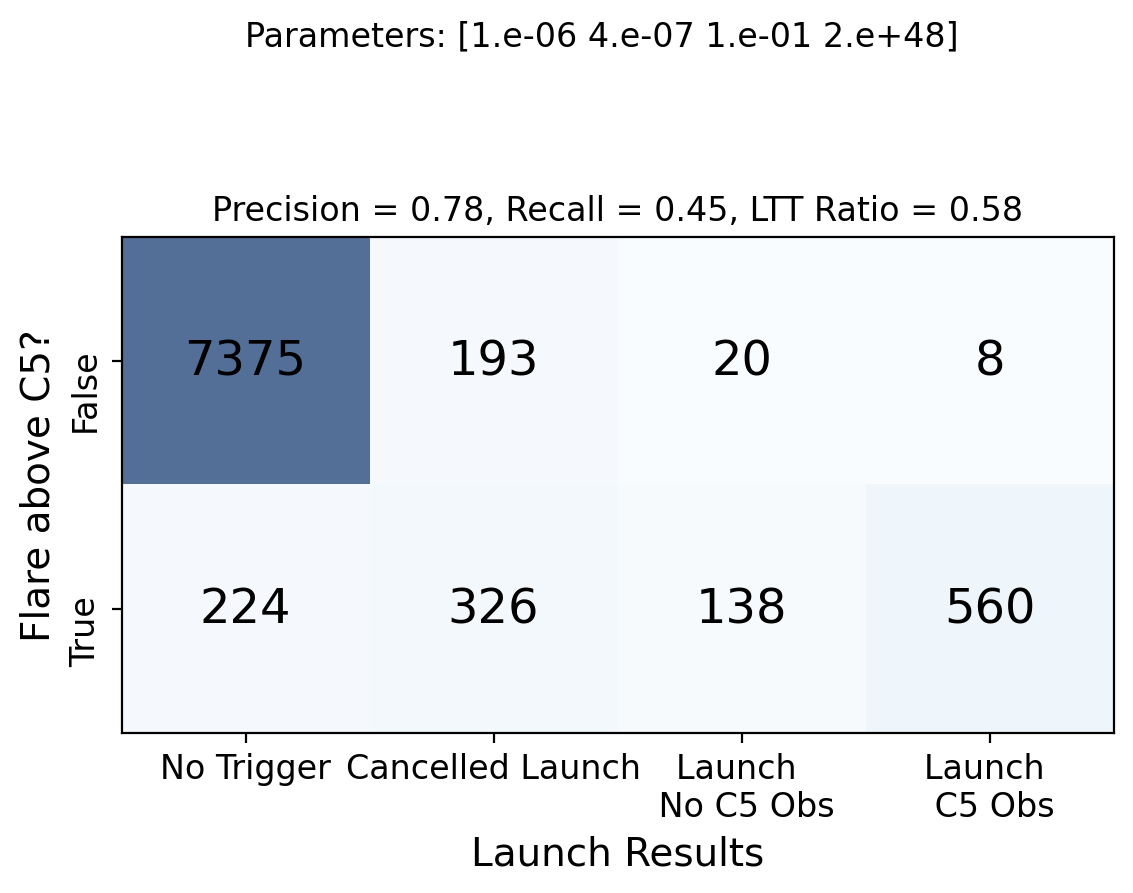 Parameters: [1.e-06 4.e-07 1.e-01 2.e+48]
Precision = 0.78, Recall = 0.45, LTT Ratio = 0.58
Flare above C5?
False
7375 193 20 8
True
224 326 138 560
No Trigger Cancelled Launch Launch No C5 Obs Launch C5 Obs
Launch Results